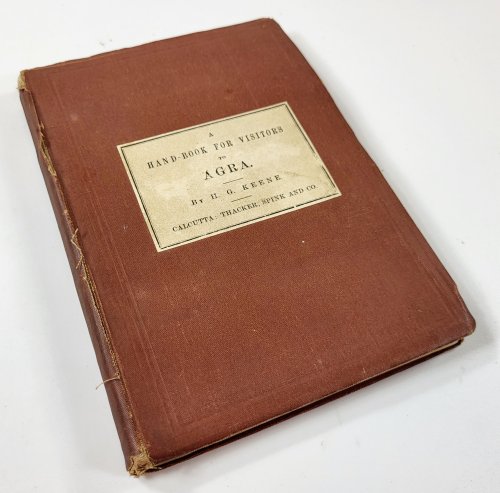 A
HAND-BOOK FOR VISITORS
TO
AGRA.
BY H. G. KEENE
CALCUTTA: THACKER, SPINK AND CO.